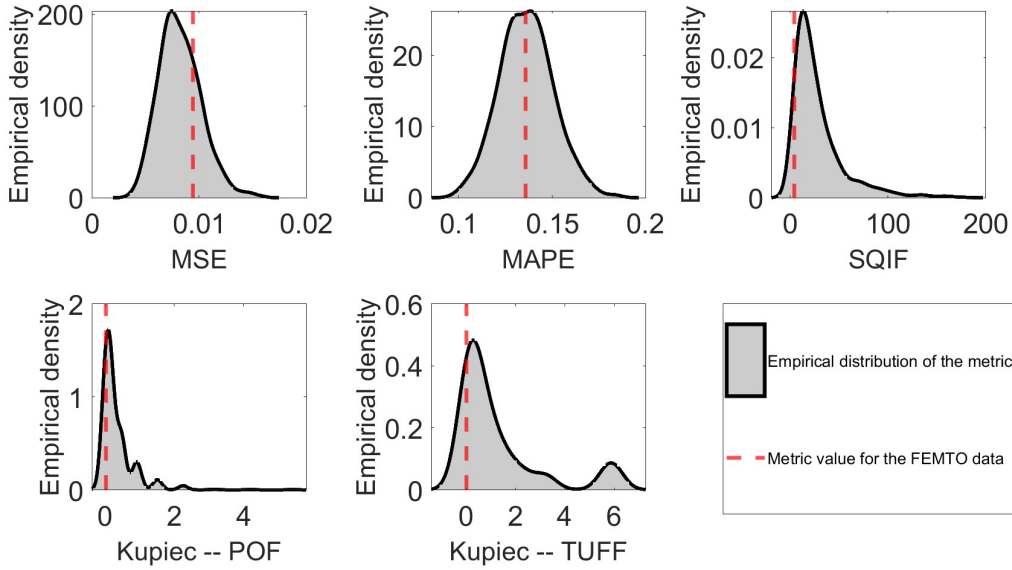 Empirical density
200
100
0
0
0.01
0.02
MSE
Empirical density
20
10
0
0.1
0.15
0.2
MAPE
Empirical density
0.02
0.01
0
0
100
200
SQIF
Empirical density
2
1
0
0
2
4
Kupiec -- POF
Empirical density
0.6
0.4
0.2
0
0
2
4
6
Kupiec -- TUFF
Empirical distribution of the metric
Metric value for the FEMTO data